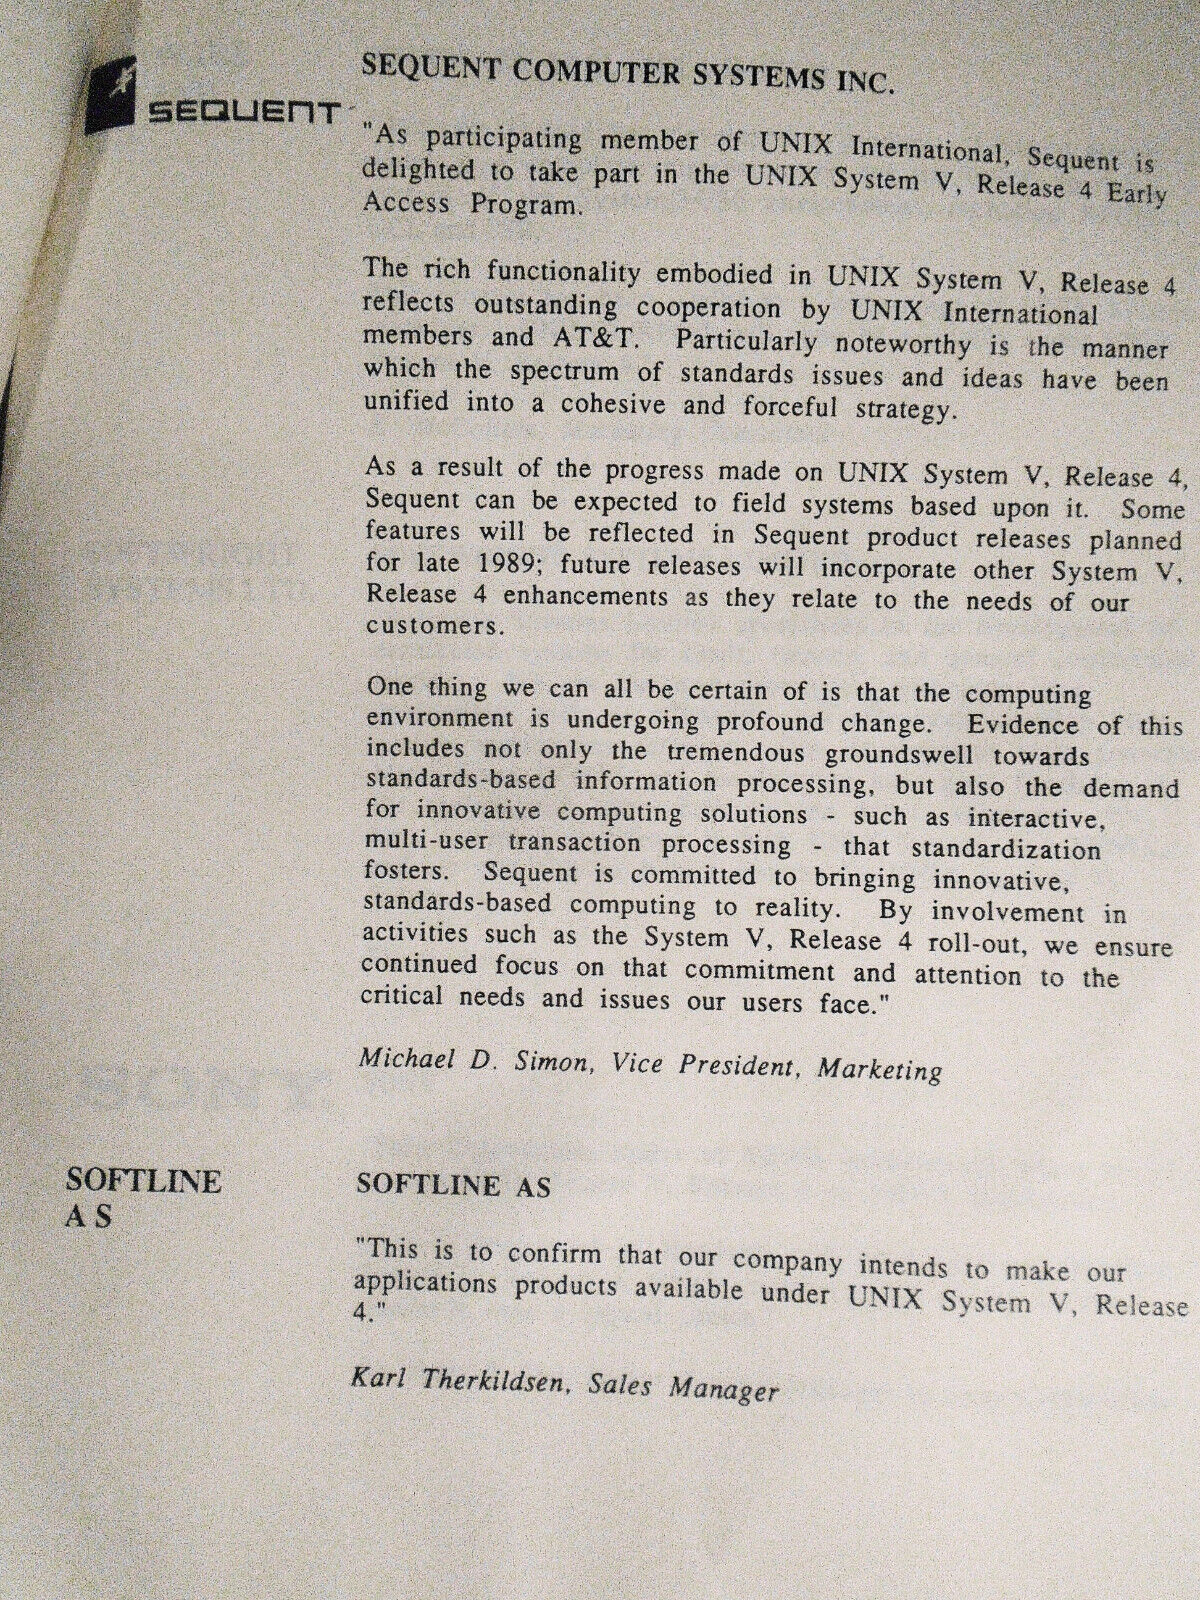 SEQUENT
SEQUENT COMPUTER SYSTEMS INC.
"As participating member of UNIX International, Sequent is
delighted to take part in the UNIX System V, Release 4 Early
Access Program.
The rich functionality embodied in UNIX System V, Release 4
reflects outstanding cooperation by UNIX International
members and AT&T. Particularly noteworthy is the manner
which the spectrum of standards issues and ideas have been
unified into a cohesive and forceful strategy.
As a result of the progress made on UNIX System V, Release 4,
Sequent can be expected to field systems based upon it. Some
features will be reflected in Sequent product releases planned
for late 1989; future releases will incorporate other System V,
Release 4 enhancements as they relate to the needs of our
customers.
One thing we can all be certain of is that the computing
environment is undergoing profound change. Evidence of this
includes not only the tremendous groundswell towards
standards-based information processing, but also the demand
for innovative computing solutions - such as interactive,
multi-user transaction processing - that standardization
fosters. Sequent is committed to bringing innovative,
standards-based computing to reality. By involvement in
activities such as the System V, Release 4 roll-out, we ensure
continued focus on that commitment and attention to the
critical needs and issues our users face."
Michael D. Simon, Vice President, Marketing
SOFTLINE
A S
SOFTLINE AS
"This is to confirm that our company intends to make our
applications products available under UNIX System V, Release
4."
Karl Therkildsen, Sales Manager